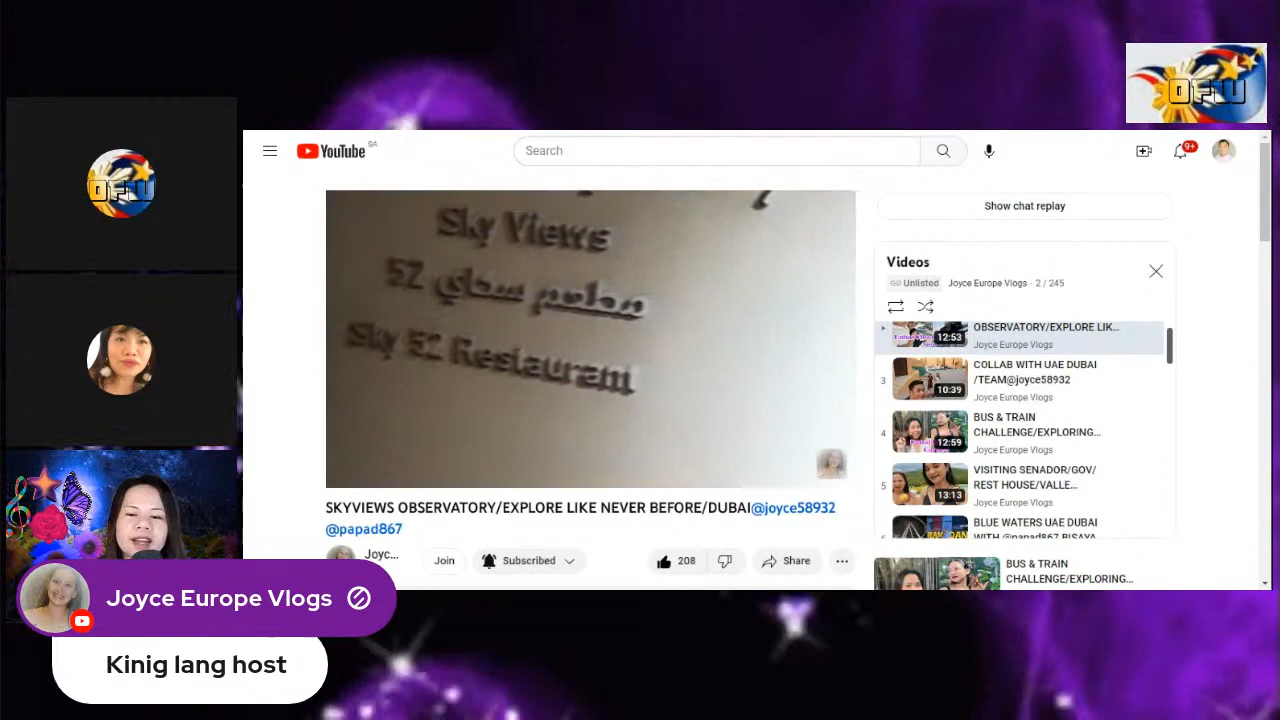 OFW
OFW
YouTube SA
Search
9+
Sky Views
مطعم سكاي 52
Sky 52 Restaurant
SKYVIEWS OBSERVATORY/EXPLORE LIKE NEVER BEFORE/DUBAI@joyce58932
@papad867
Joyc...
Join
Subscribed
208
Share
Show chat replay
Videos
Unlisted
Joyce Europe Vlogs - 2 / 245
12:53
OBSERVATORY/EXPLORE LIK...
Joyce Europe Vlogs
3
10:39
COLLAB WITH UAE DUBAI
/TEAM@joyce58932
Joyce Europe Vlogs
4
12:59
BUS & TRAIN
CHALLENGE/EXPLORING...
Joyce Europe Vlogs
5
13:13
VISITING SENADOR/GOV/
REST HOUSE/VALLE...
Joyce Europe Vlogs
BLUE WATERS UAE DUBAI
WITH @papad867 BISAYA
BUS & TRAIN
CHALLENGE/EXPLORING...
Joyce Europe Vlogs
Kinig lang host